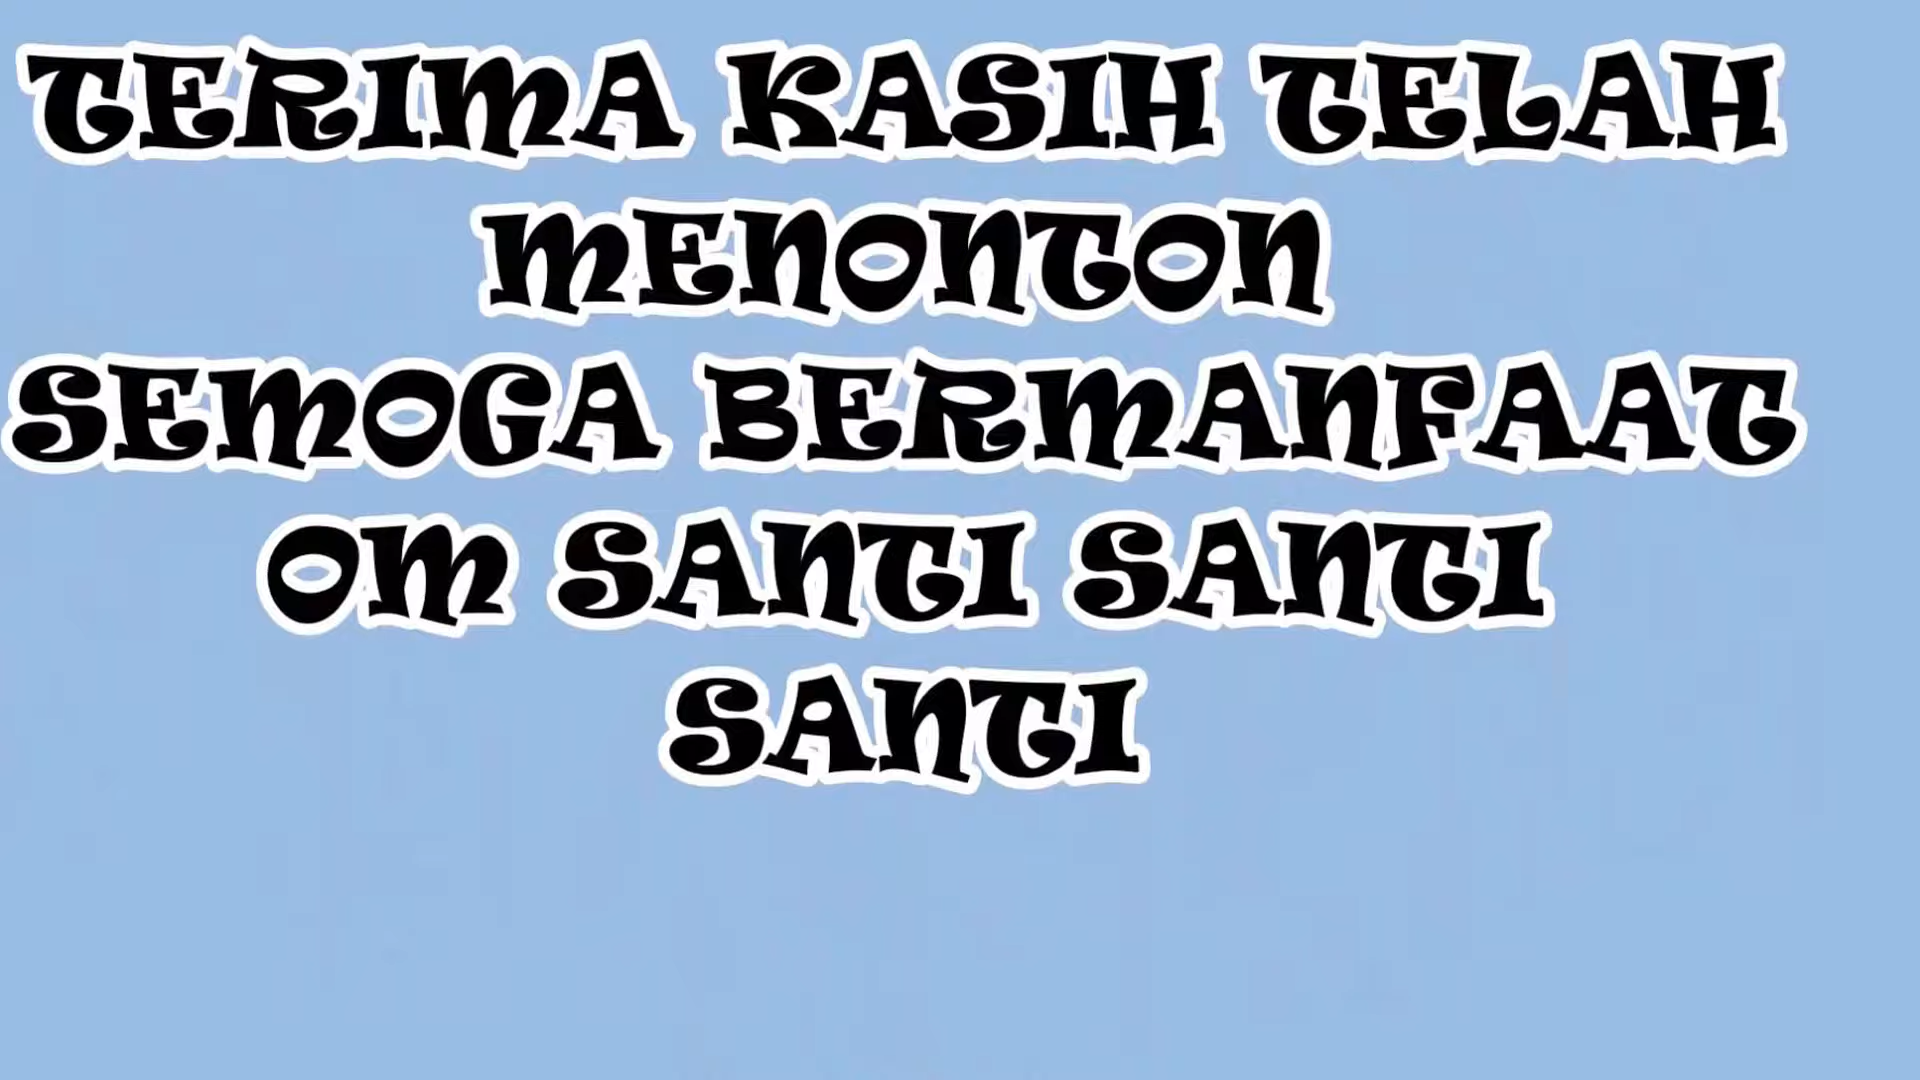 TERIMA KASIH TELAH
MENONTON
SEMOGA BERMANFAAT
OM SANTI SANTI
SANTI